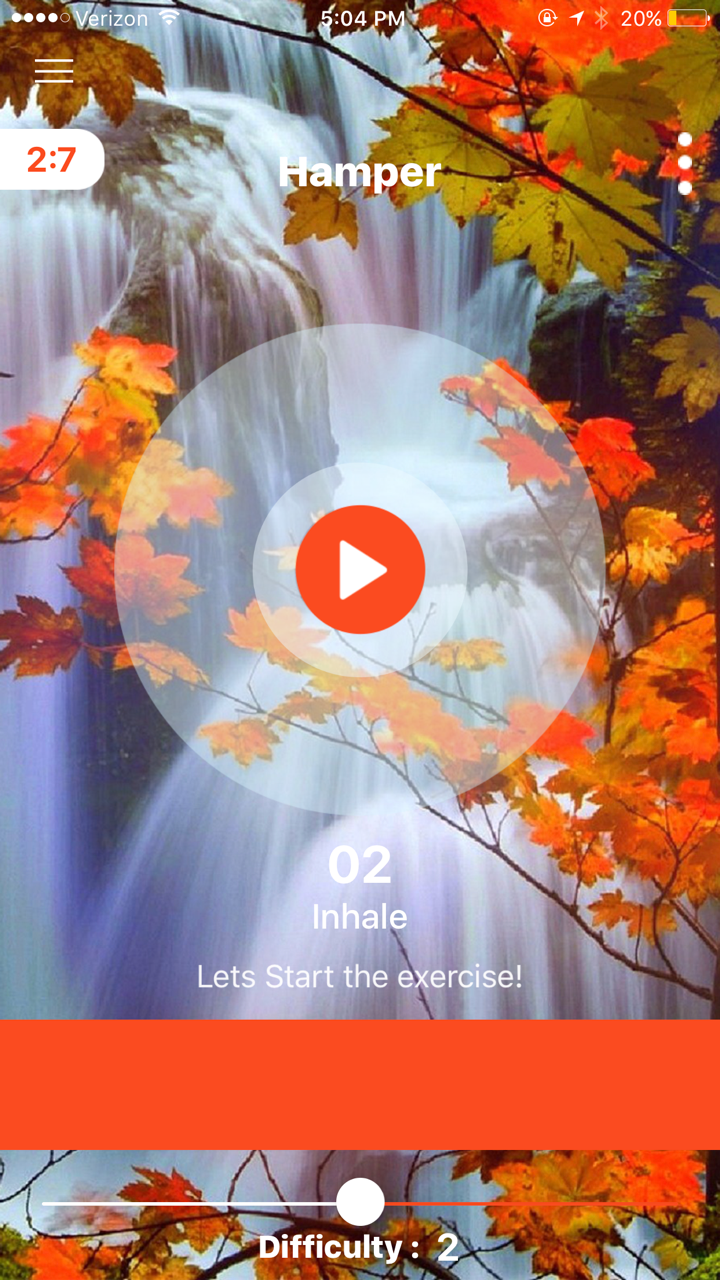 Verizon 5:04 PM 20%
2:7
Hamper
02
Inhale
Lets Start the exercise!
Difficulty : 2